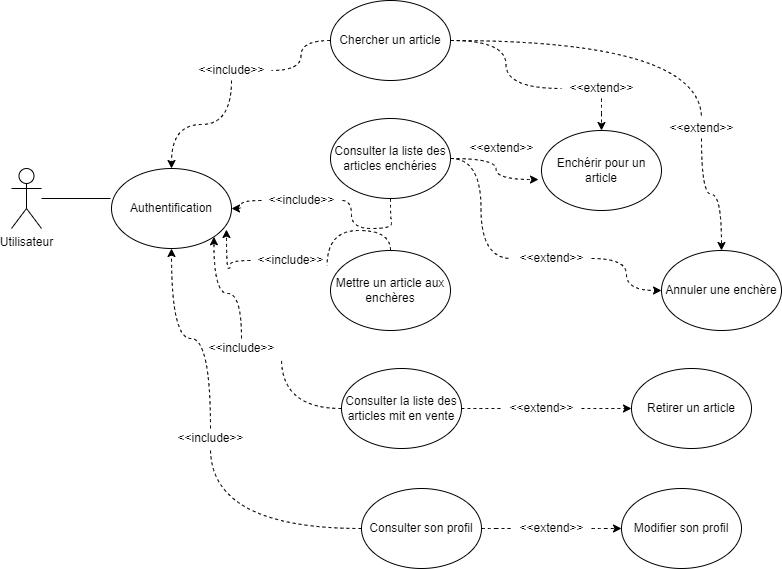 Chercher un article
<<include>>
<<extend>>
<<extend>>
Consulter la liste des
articles enchéries
<<extend>>
Enchérir pour un
article
Authentification
<<include>>
Utilisateur
<<include>>
<<extend>>
Mettre un article aux
enchères
Annuler une enchère
<<include>>
Consulter la liste des
articles mit en vente
<<extend>>
Retirer un article
<<include>>
Consulter son profil
<<extend>>
Modifier son profil